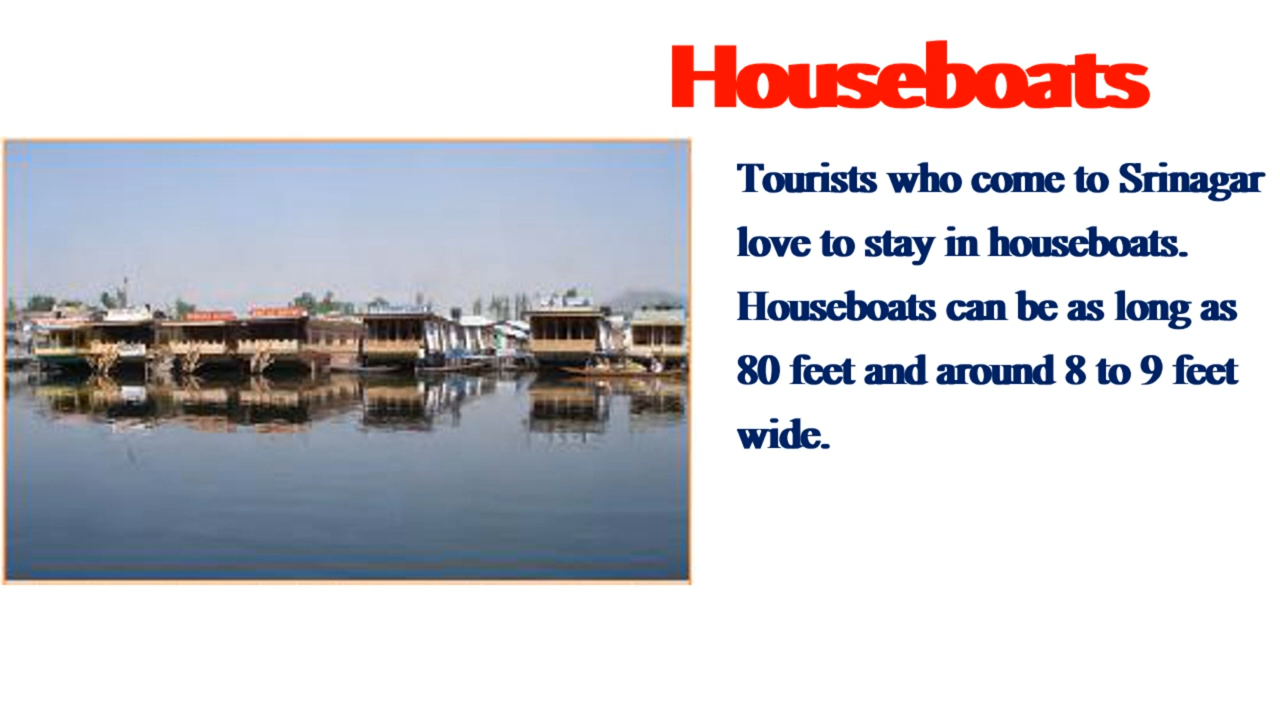 Houseboats
Tourists who come to Srinagar
love to stay in houseboats.
Houseboats can be as long as
80 feet and around 8 to 9 feet
wide.